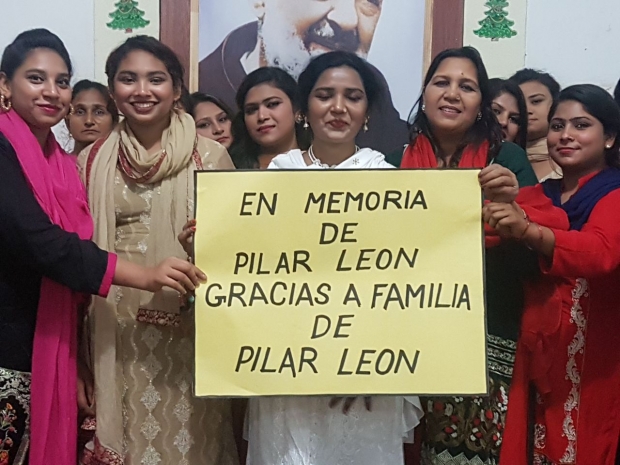 EN MEMORIA
DE
PILAR LEON
GRACIAS A FAMILIA
DE
PILAR LEON